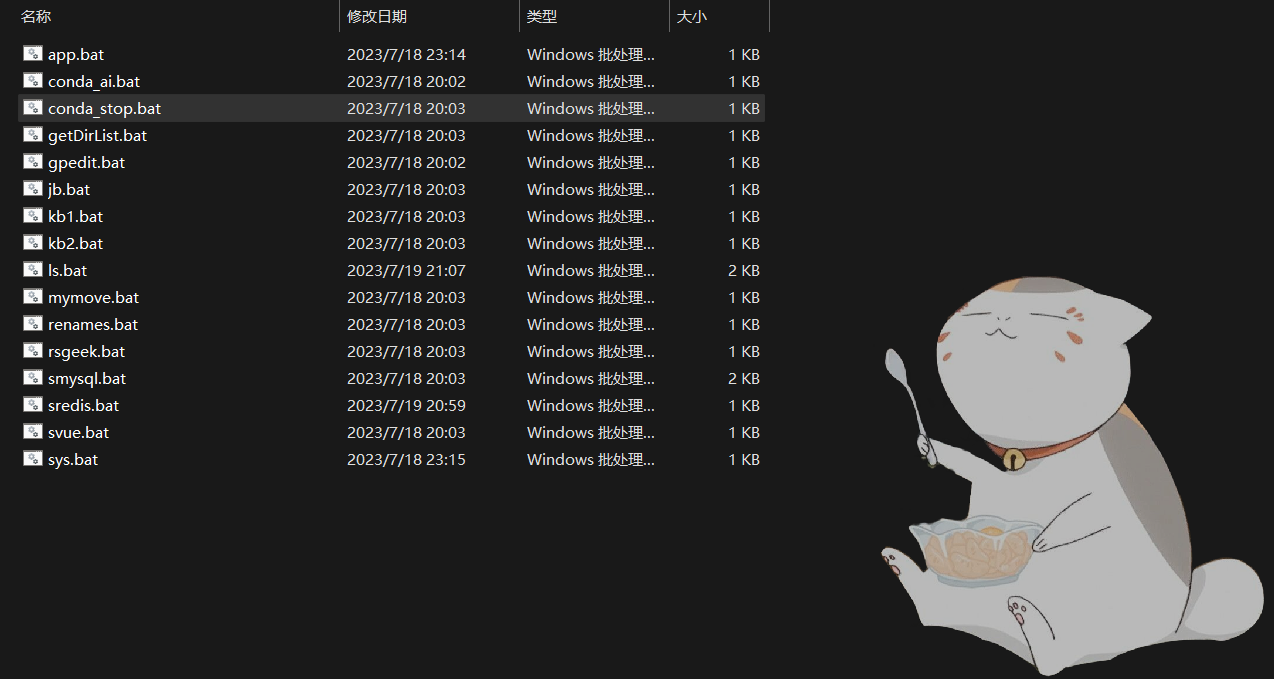 名称 修改日期 类型 大小
app.bat 2023/7/18 23:14 Windows 批处理... 1 KB
conda_ai.bat 2023/7/18 20:02 Windows 批处理... 1 KB
conda_stop.bat 2023/7/18 20:03 Windows 批处理... 1 KB
getDirList.bat 2023/7/18 20:03 Windows 批处理... 1 KB
gpedit.bat 2023/7/18 20:02 Windows 批处理... 1 KB
jb.bat 2023/7/18 20:03 Windows 批处理... 1 KB
kb1.bat 2023/7/18 20:03 Windows 批处理... 1 KB
kb2.bat 2023/7/18 20:03 Windows 批处理... 1 KB
ls.bat 2023/7/19 21:07 Windows 批处理... 2 KB
mymove.bat 2023/7/18 20:03 Windows 批处理... 1 KB
renames.bat 2023/7/18 20:03 Windows 批处理... 1 KB
rsgeek.bat 2023/7/18 20:03 Windows 批处理... 1 KB
smysql.bat 2023/7/18 20:03 Windows 批处理... 2 KB
sredis.bat 2023/7/19 20:59 Windows 批处理... 1 KB
svue.bat 2023/7/18 20:03 Windows 批处理... 1 KB
sys.bat 2023/7/18 23:15 Windows 批处理... 1 KB